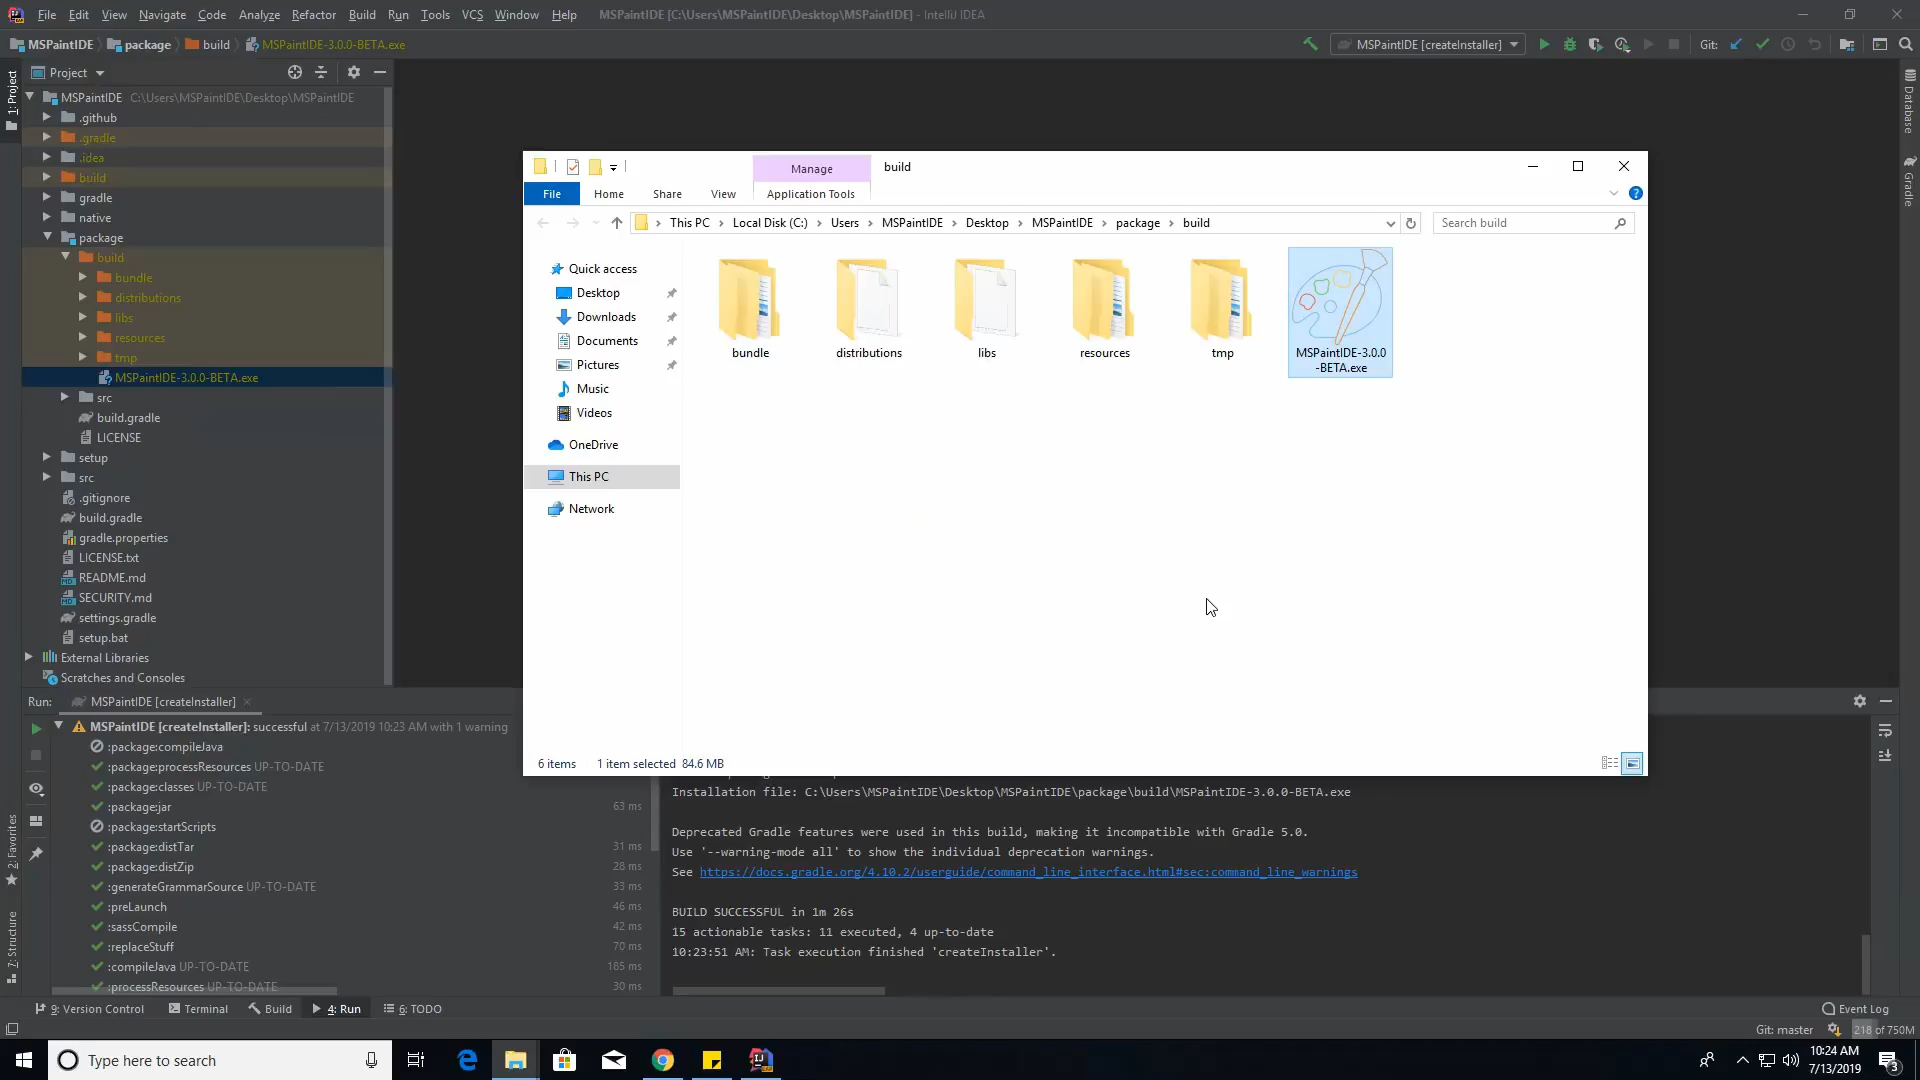 File Edit View Navigate Code Analyze Refactor Build Run Tools VCS Window Help MSPaintIDE [C:\Users\MSPaintIDE\Desktop\MSPaintIDE] - IntelliJ IDEA
MSPaintIDE package build MSPaintIDE-3.0.0-BETA.exe MSPaintIDE [createInstaller] Git:
Project
1: Project
MSPaintIDE C:\Users\MSPaintIDE\Desktop\MSPaintIDE
.github
.gradle
.idea
build
gradle
native
package
build
bundle
distributions
libs
resources
tmp
MSPaintIDE-3.0.0-BETA.exe
src
build.gradle
LICENSE
setup
src
.gitignore
build.gradle
gradle.properties
LICENSE.txt
README.md
SECURITY.md
settings.gradle
setup.bat
External Libraries
Scratches and Consoles
Manage build
File Home Share View Application Tools
This PC Local Disk (C:) Users MSPaintIDE Desktop MSPaintIDE package build Search build
Quick access
Desktop
Downloads
Documents
Pictures
Music
Videos
OneDrive
This PC
Network
bundle
distributions
libs
resources
tmp
MSPaintIDE-3.0.0
-BETA.exe
6 items 1 item selected 84.6 MB
Database
Gradle
Run: MSPaintIDE [createInstaller]
MSPaintIDE [createInstaller]: successful at 7/13/2019 10:23 AM with 1 warning
:package:compileJava
:package:processResources UP-TO-DATE
:package:classes UP-TO-DATE
:package:jar 63 ms
:package:startScripts
:package:distTar 31 ms
:package:distZip 28 ms
:generateGrammarSource UP-TO-DATE 33 ms
:preLaunch 46 ms
:sassCompile 42 ms
:replaceStuff 70 ms
:compileJava UP-TO-DATE 185 ms
:processResources UP-TO-DATE 30 ms
Installation file: C:\Users\MSPaintIDE\Desktop\MSPaintIDE\package\build\MSPaintIDE-3.0.0-BETA.exe
Deprecated Gradle features were used in this build, making it incompatible with Gradle 5.0.
Use '--warning-mode all' to show the individual deprecation warnings.
See https://docs.gradle.org/4.10.2/userguide/command_line_interface.html#sec:command_line_warnings
BUILD SUCCESSFUL in 1m 26s
15 actionable tasks: 11 executed, 4 up-to-date
10:23:51 AM: Task execution finished 'createInstaller'.
2: Favorites
7: Structure
9: Version Control Terminal Build 4: Run 6: TODO Event Log
Git: master 218 of 750M
Type here to search
10:24 AM
7/13/2019
3